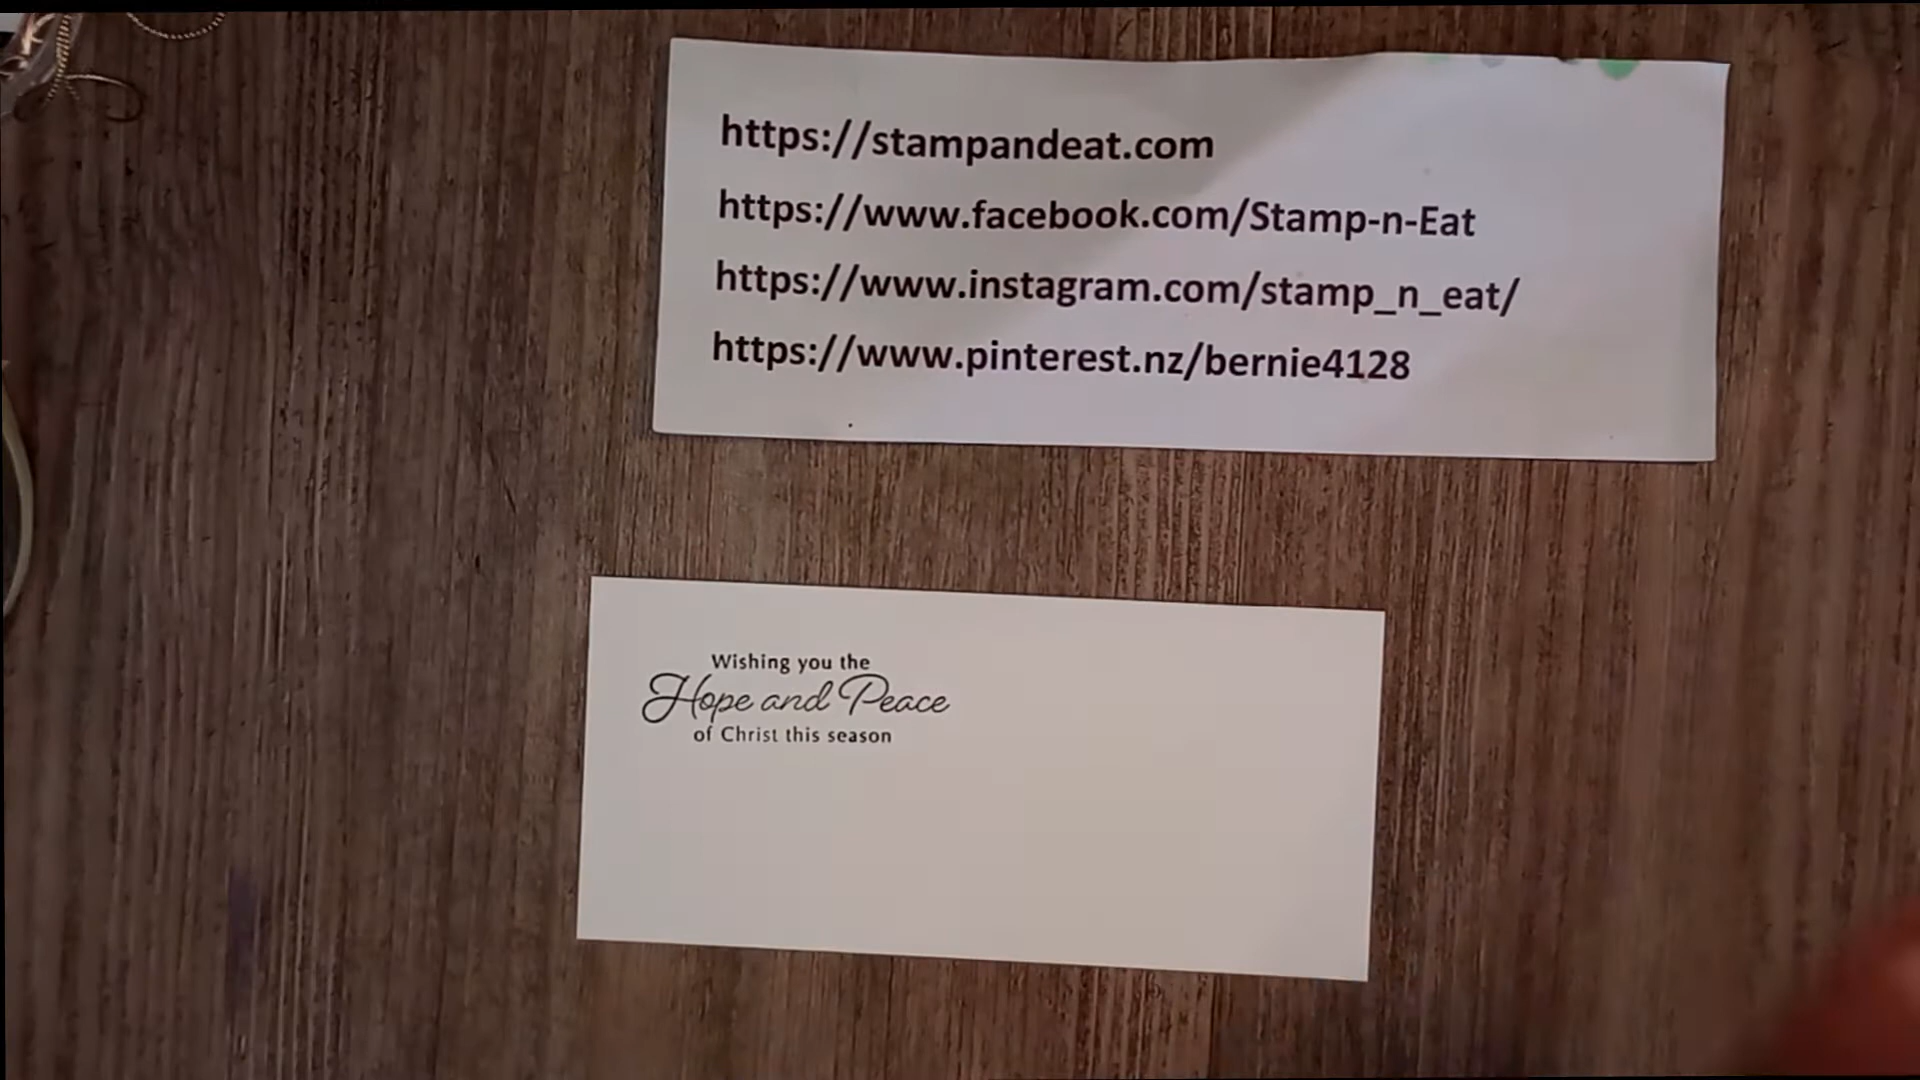 https://stampandeat.com
https://www.facebook.com/Stamp-n-Eat
https://www.instagram.com/stamp_n_eat/
https://www.pinterest.nz/bernie4128
Wishing you the
Hope and Peace
of Christ this season